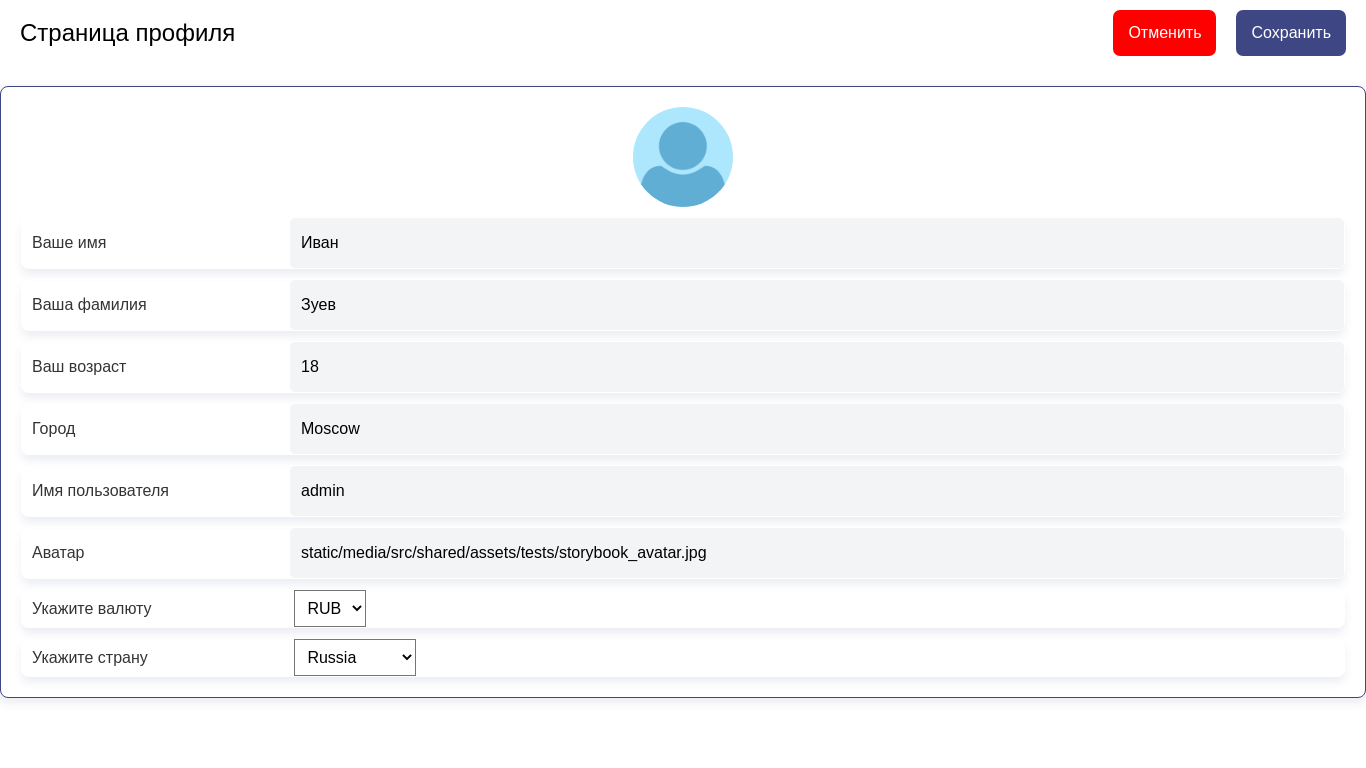 Страница профиля
Отменить
Сохранить
Ваше имя
Иван
Ваша фамилия
Зуев
Ваш возраст
18
Город
Moscow
Имя пользователя
admin
Аватар
static/media/src/shared/assets/tests/storybook_avatar.jpg
Укажите валюту
RUB
Укажите страну
Russia